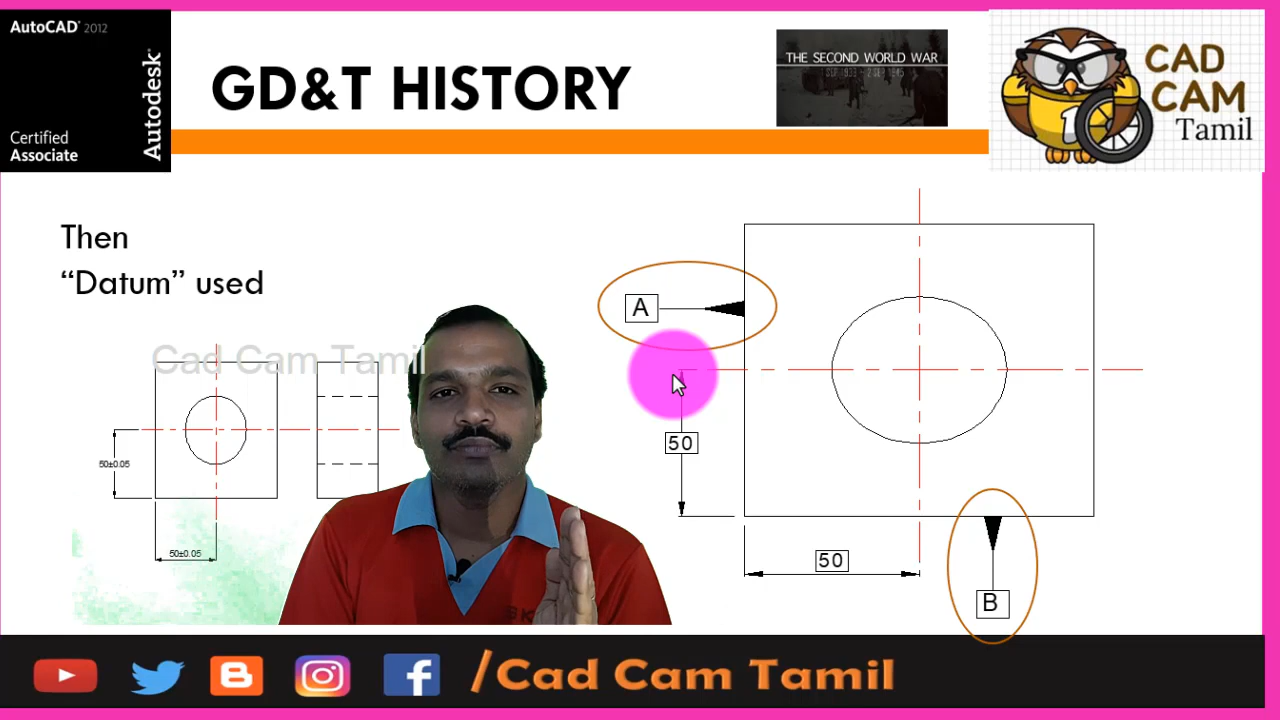 AutoCAD® 2012
Autodesk®
Certified
Associate
GD&T HISTORY
THE SECOND WORLD WAR
CAD
CAM
Tamil
Then
“Datum” used
Cad Cam Tamil
50±0.05
50±0.05
A
50
50
B
/Cad Cam Tamil